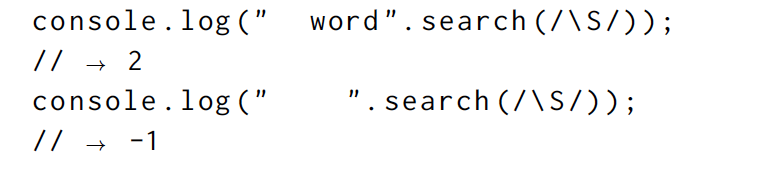 console.log("  word".search(/\S/));
// → 2
console.log("    ".search(/\S/));
// → -1